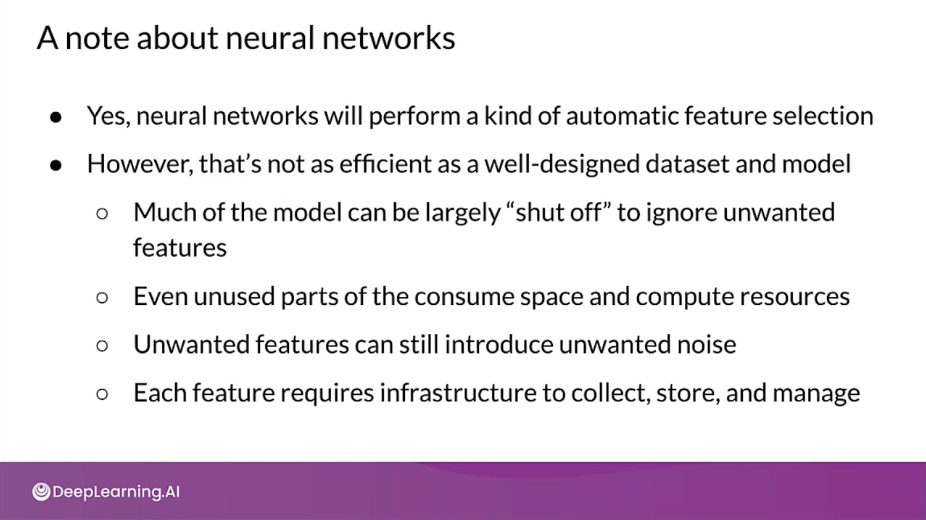 A note about neural networks
● Yes, neural networks will perform a kind of automatic feature selection
● However, that’s not as efficient as a well-designed dataset and model
○ Much of the model can be largely “shut off” to ignore unwanted
features
○ Even unused parts of the consume space and compute resources
○ Unwanted features can still introduce unwanted noise
○ Each feature requires infrastructure to collect, store, and manage
DeepLearning.AI